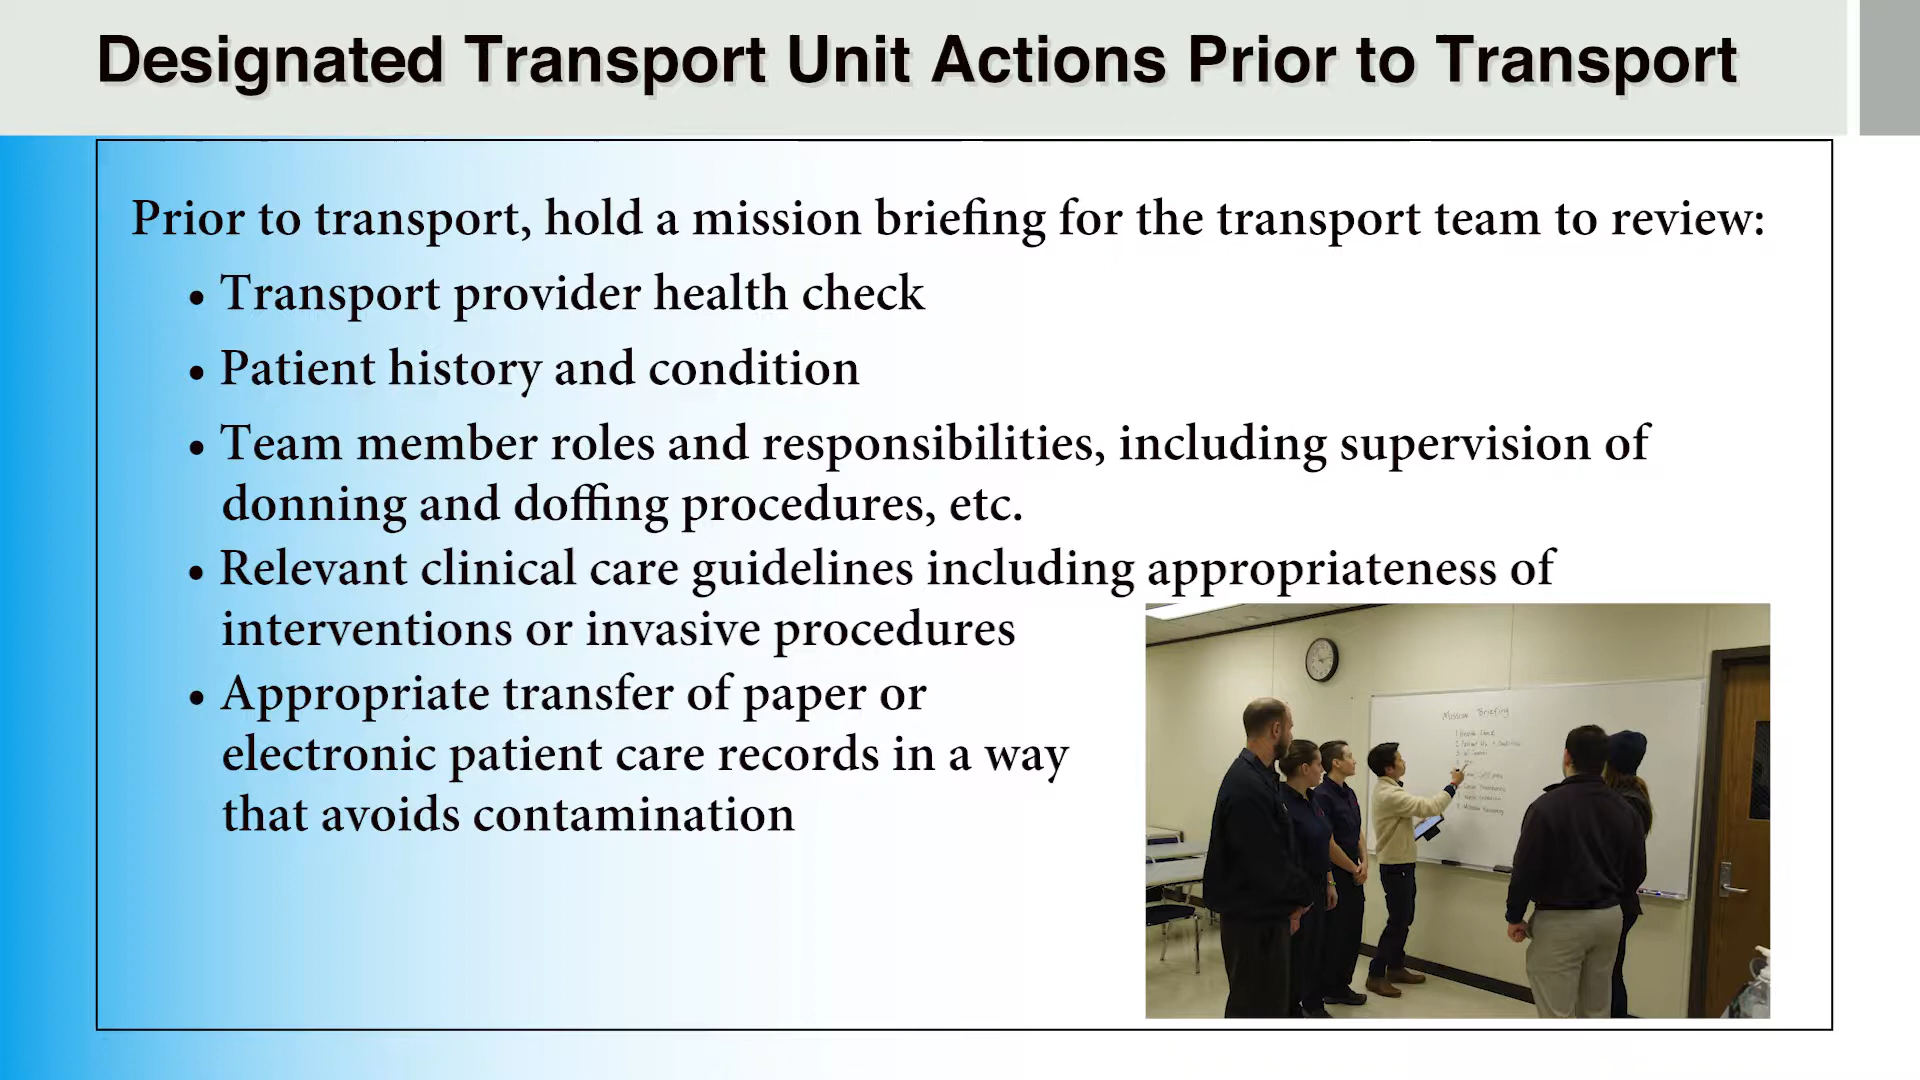 Designated Transport Unit Actions Prior to Transport
Prior to transport, hold a mission briefing for the transport team to review:
• Transport provider health check
• Patient history and condition
• Team member roles and responsibilities, including supervision of
donning and doffing procedures, etc.
• Relevant clinical care guidelines including appropriateness of
interventions or invasive procedures
• Appropriate transfer of paper or
electronic patient care records in a way
that avoids contamination
Mission Briefing